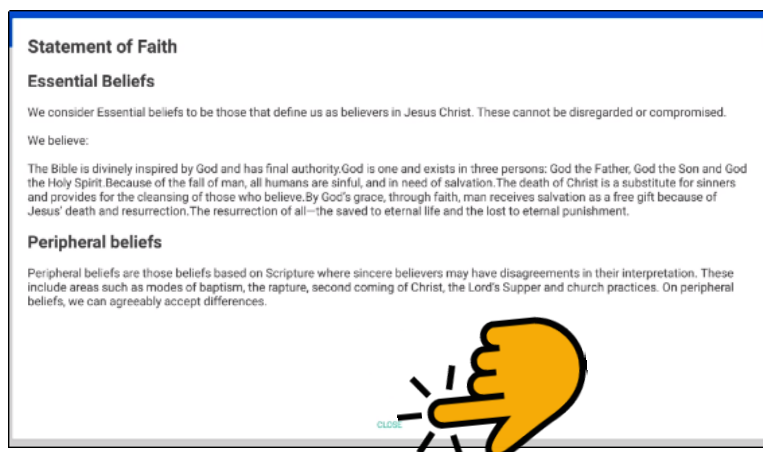 Statement of Faith
Essential Beliefs
We consider Essential beliefs to be those that define us as believers in Jesus Christ. These cannot be disregarded or compromised.
We believe:
The Bible is divinely inspired by God and has final authority.God is one and exists in three persons: God the Father, God the Son and God
the Holy Spirit.Because of the fall of man, all humans are sinful, and in need of salvation.The death of Christ is a substitute for sinners
and provides for the cleansing of those who believe.By God's grace, through faith, man receives salvation as a free gift because of
Jesus' death and resurrection.The resurrection of all—the saved to eternal life and the lost to eternal punishment.
Peripheral beliefs
Peripheral beliefs are those beliefs based on Scripture where sincere believers may have disagreements in their interpretation. These
include areas such as modes of baptism, the rapture, second coming of Christ, the Lord's Supper and church practices. On peripheral
beliefs, we can agreeably accept differences.
CLOSE